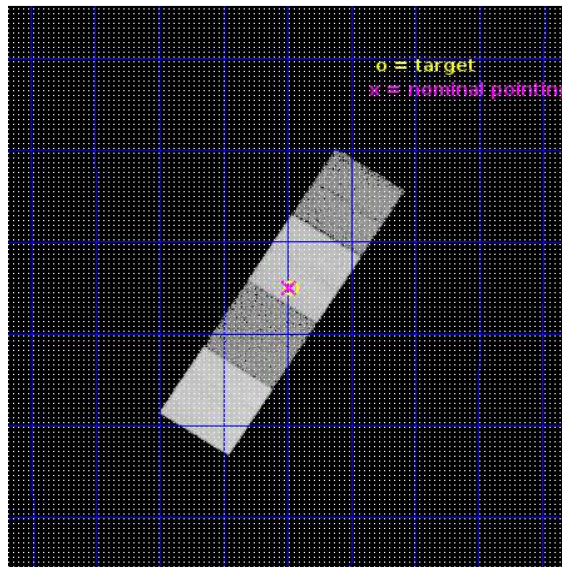 o = target
x = nominal pointing